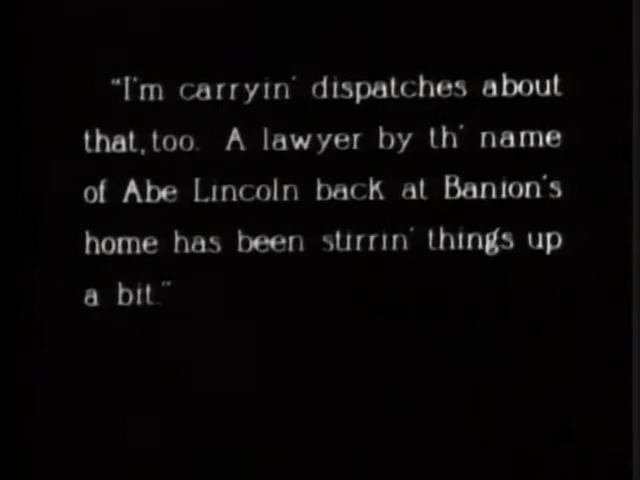 "I'm carryin' dispatches about
that, too. A lawyer by th' name
of Abe Lincoln back at Banion's
home has been stirrin' things up
a bit."